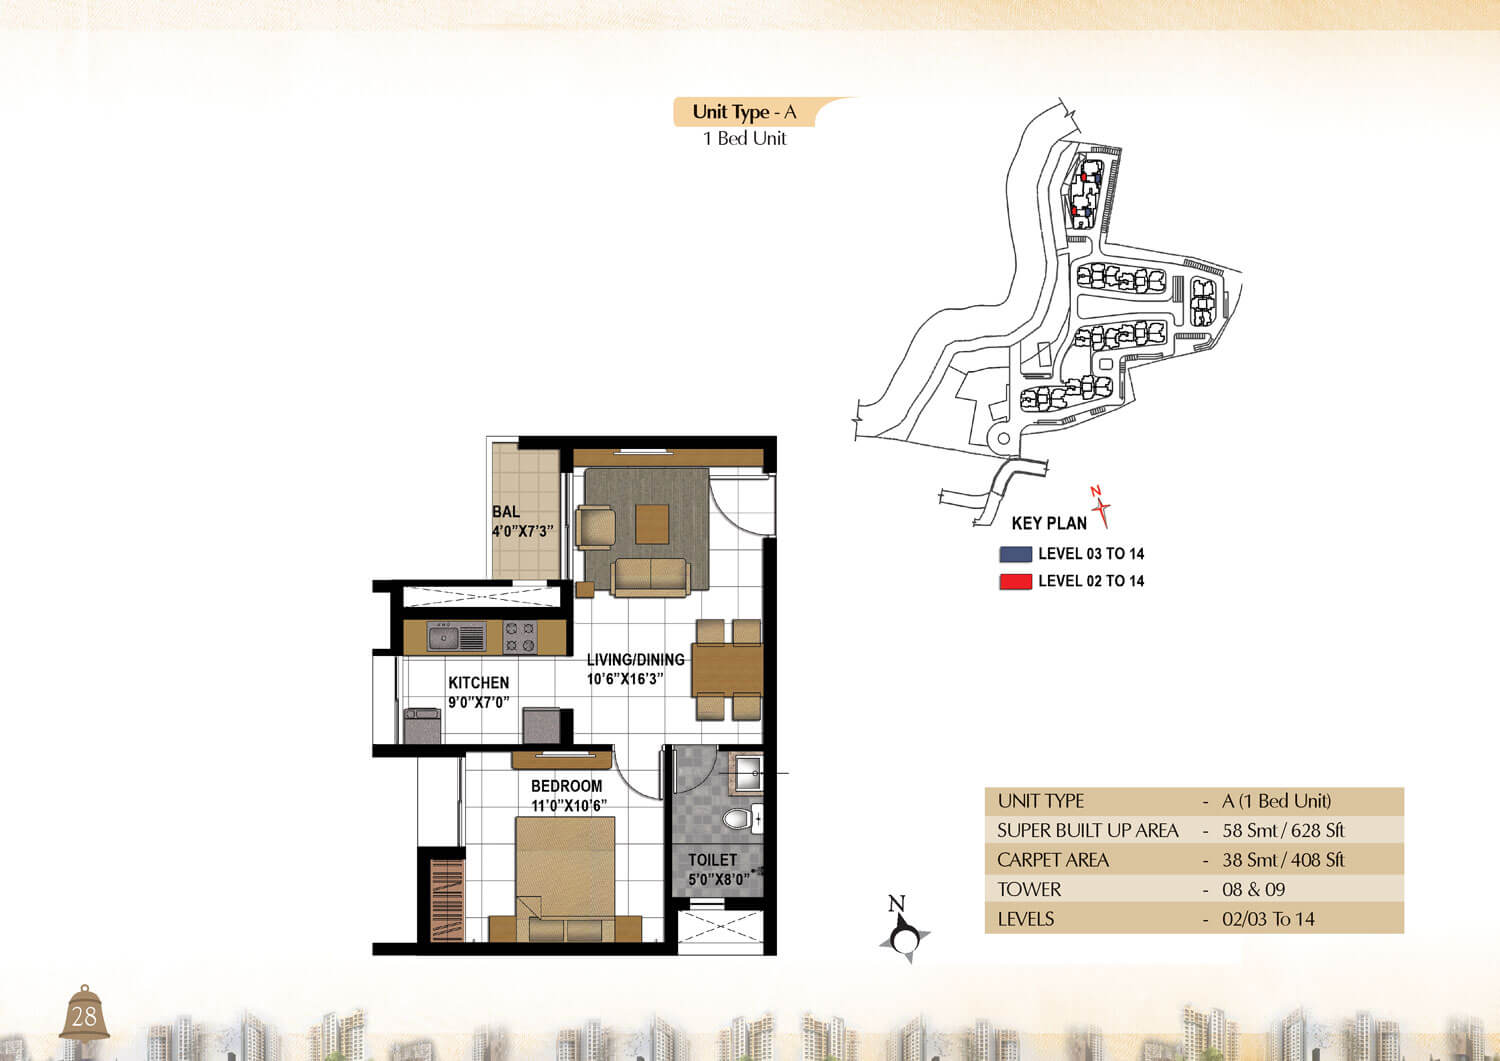 Unit Type - A
1 Bed Unit
N
KEY PLAN
LEVEL 03 TO 14
LEVEL 02 TO 14
BAL
4'0"X7'3"
LIVING/DINING
10'6"X16'3"
KITCHEN
9'0"X7'0"
BEDROOM
11'0"X10'6"
TOILET
5'0"X8'0"
N
UNIT TYPE - A (1 Bed Unit)
SUPER BUILT UP AREA - 58 Smt / 628 Sft
CARPET AREA - 38 Smt / 408 Sft
TOWER - 08 & 09
LEVELS - 02/03 To 14
28